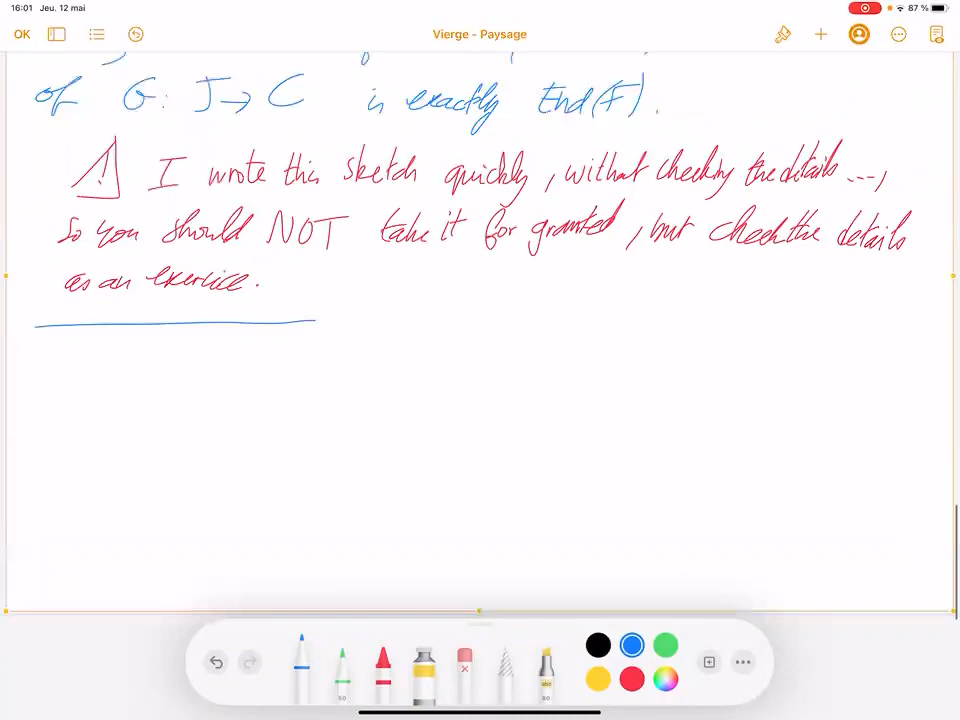 16:01 Jeu. 12 mai 87 %
OK Vierge - Paysage
of G: J → C is exactly End(F).
! I wrote this sketch quickly, without checking the details ...,
so you should NOT take it for granted, but check the details
as an exercice.